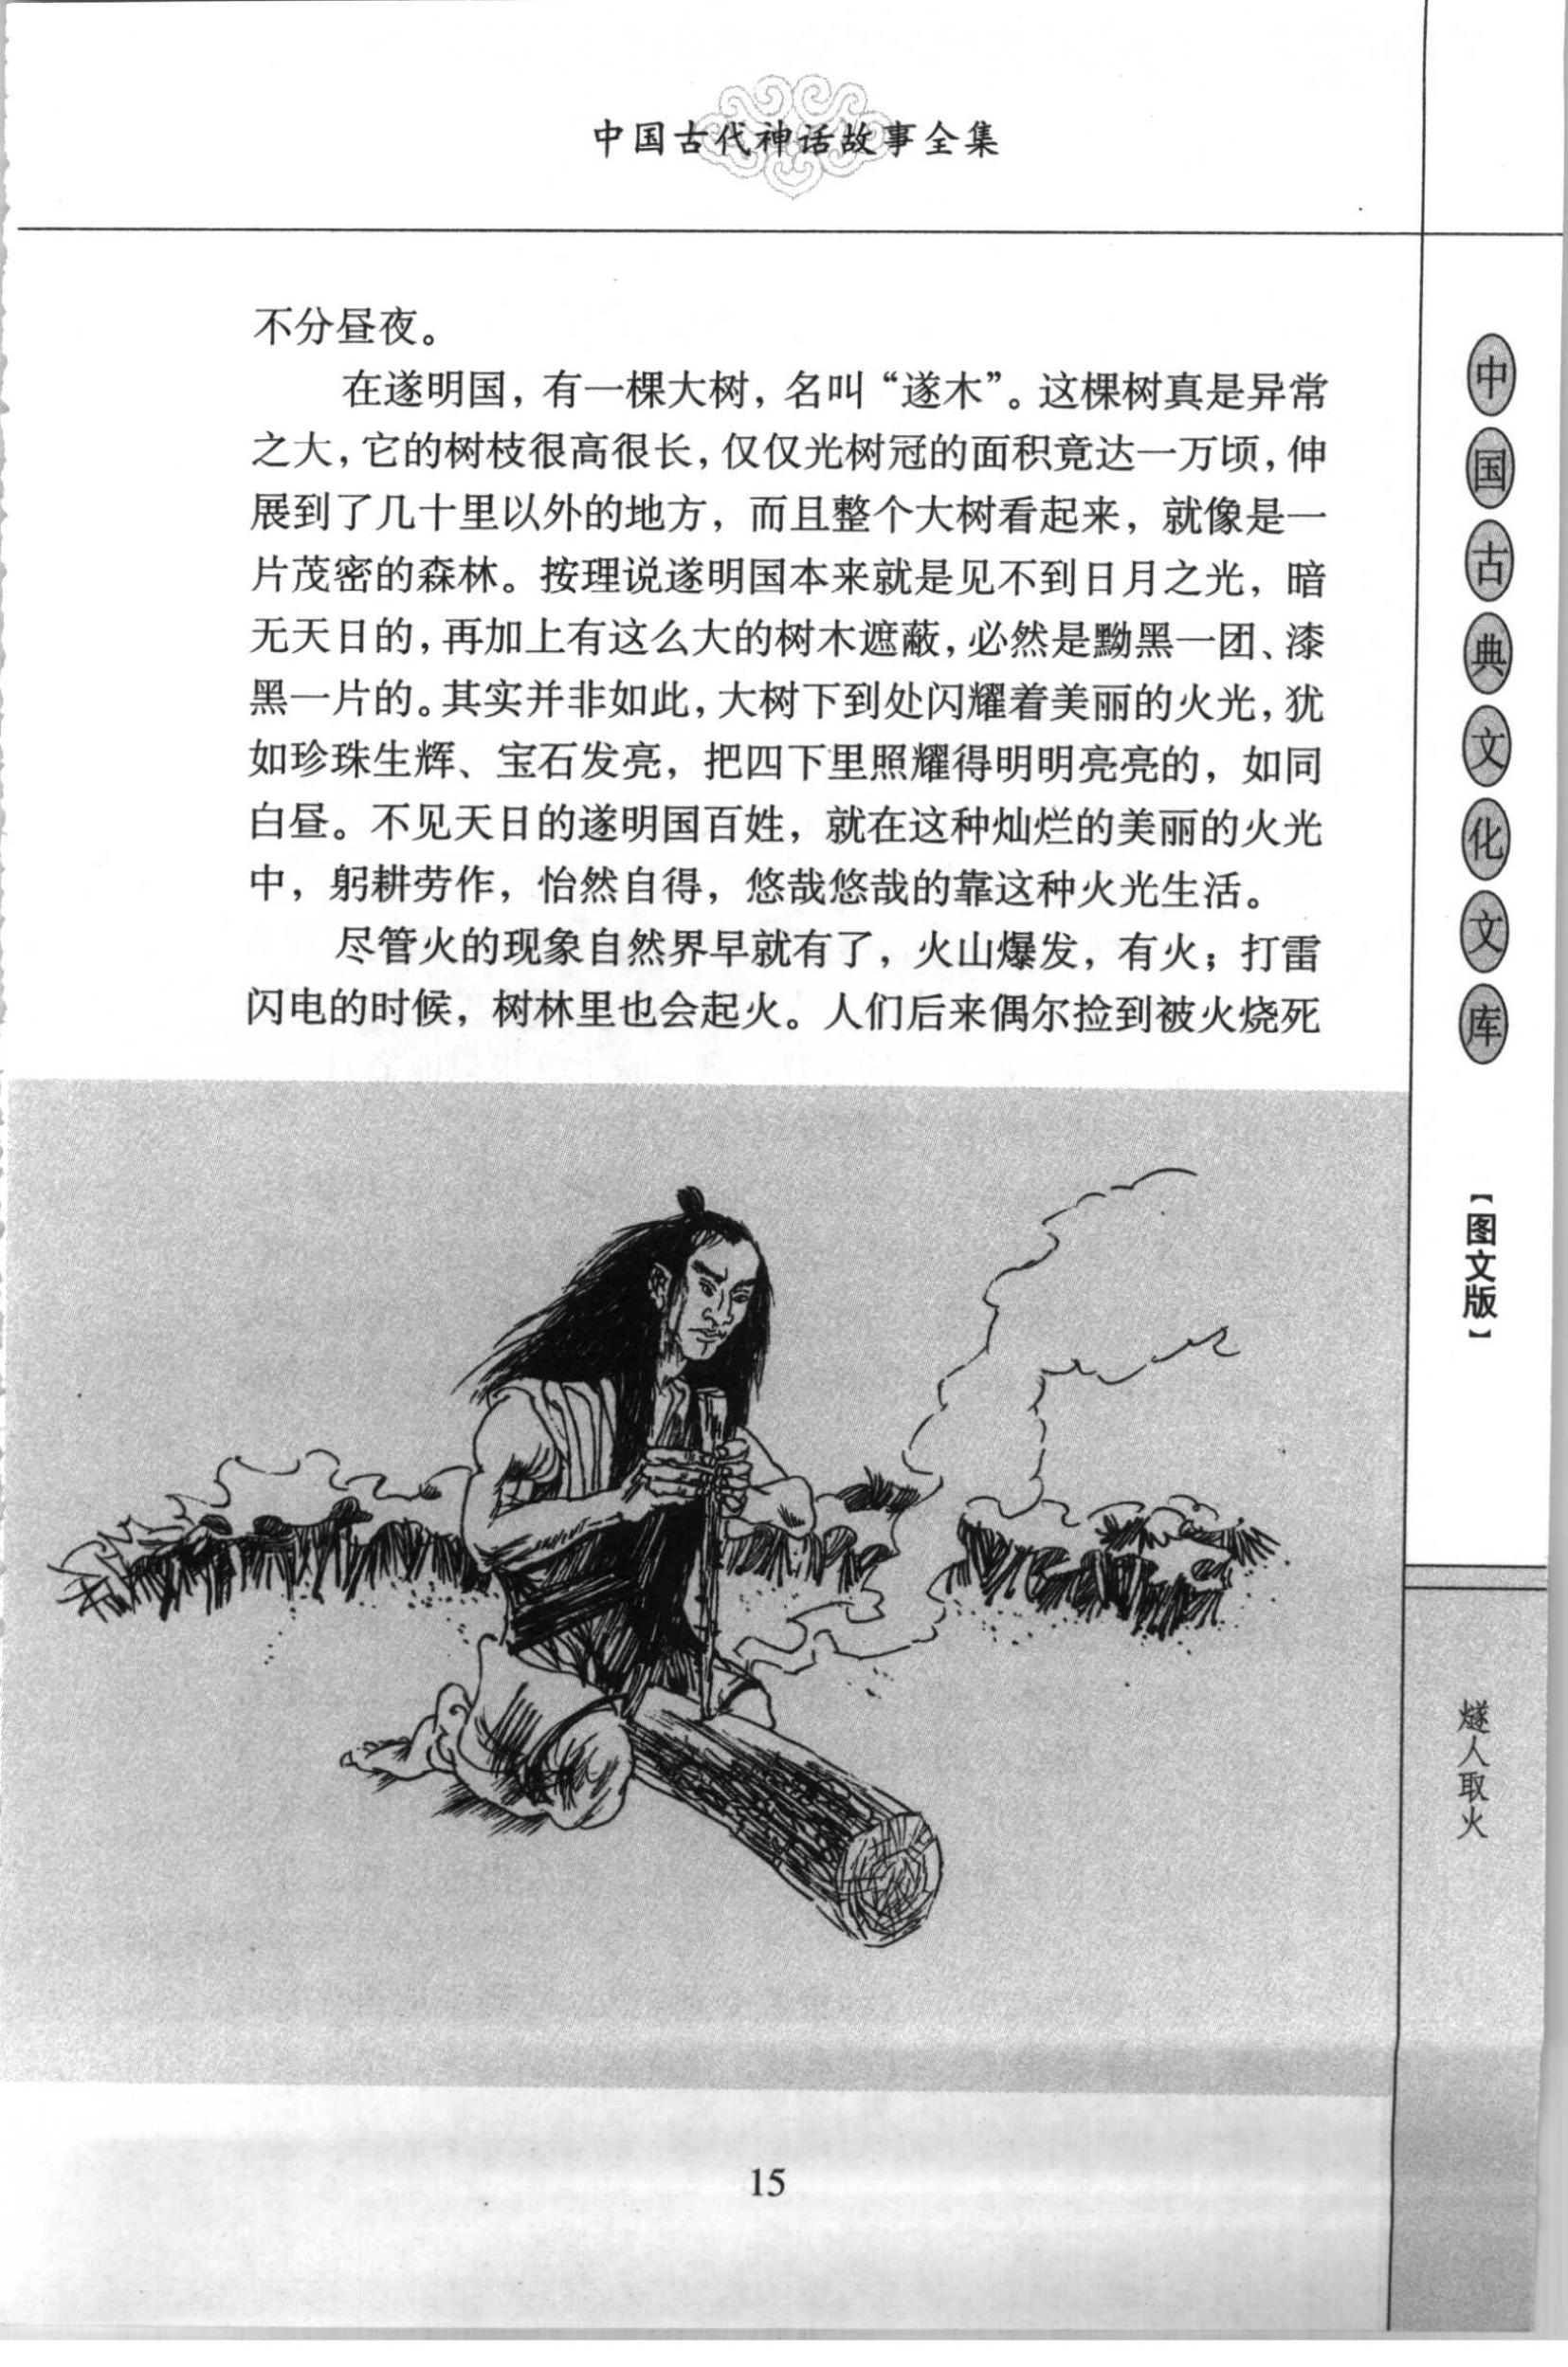 中国古代神话故事全集
不分昼夜。
在遂明国，有一棵大树，名叫“遂木”。这棵树真是异常
之大，它的树枝很高很长，仅仅光树冠的面积竟达一万顷，伸
展到了几十里以外的地方，而且整个大树看起来，就像是一
片茂密的森林。按理说遂明国本来就是见不到日月之光，暗
无天日的，再加上有这么大的树木遮蔽，必然是黝黑一团、漆
黑一片的。其实并非如此，大树下到处闪耀着美丽的火光，犹
如珍珠生辉、宝石发亮，把四下里照耀得明明亮亮的，如同
白昼。不见天日的遂明国百姓，就在这种灿烂的美丽的火光
中，躬耕劳作，怡然自得，悠哉悠哉的靠这种火光生活。
尽管火的现象自然界早就有了，火山爆发，有火；打雷
闪电的时候，树林里也会起火。人们后来偶尔捡到被火烧死
中国古典文化文库
【图文版】
燧人取火
15